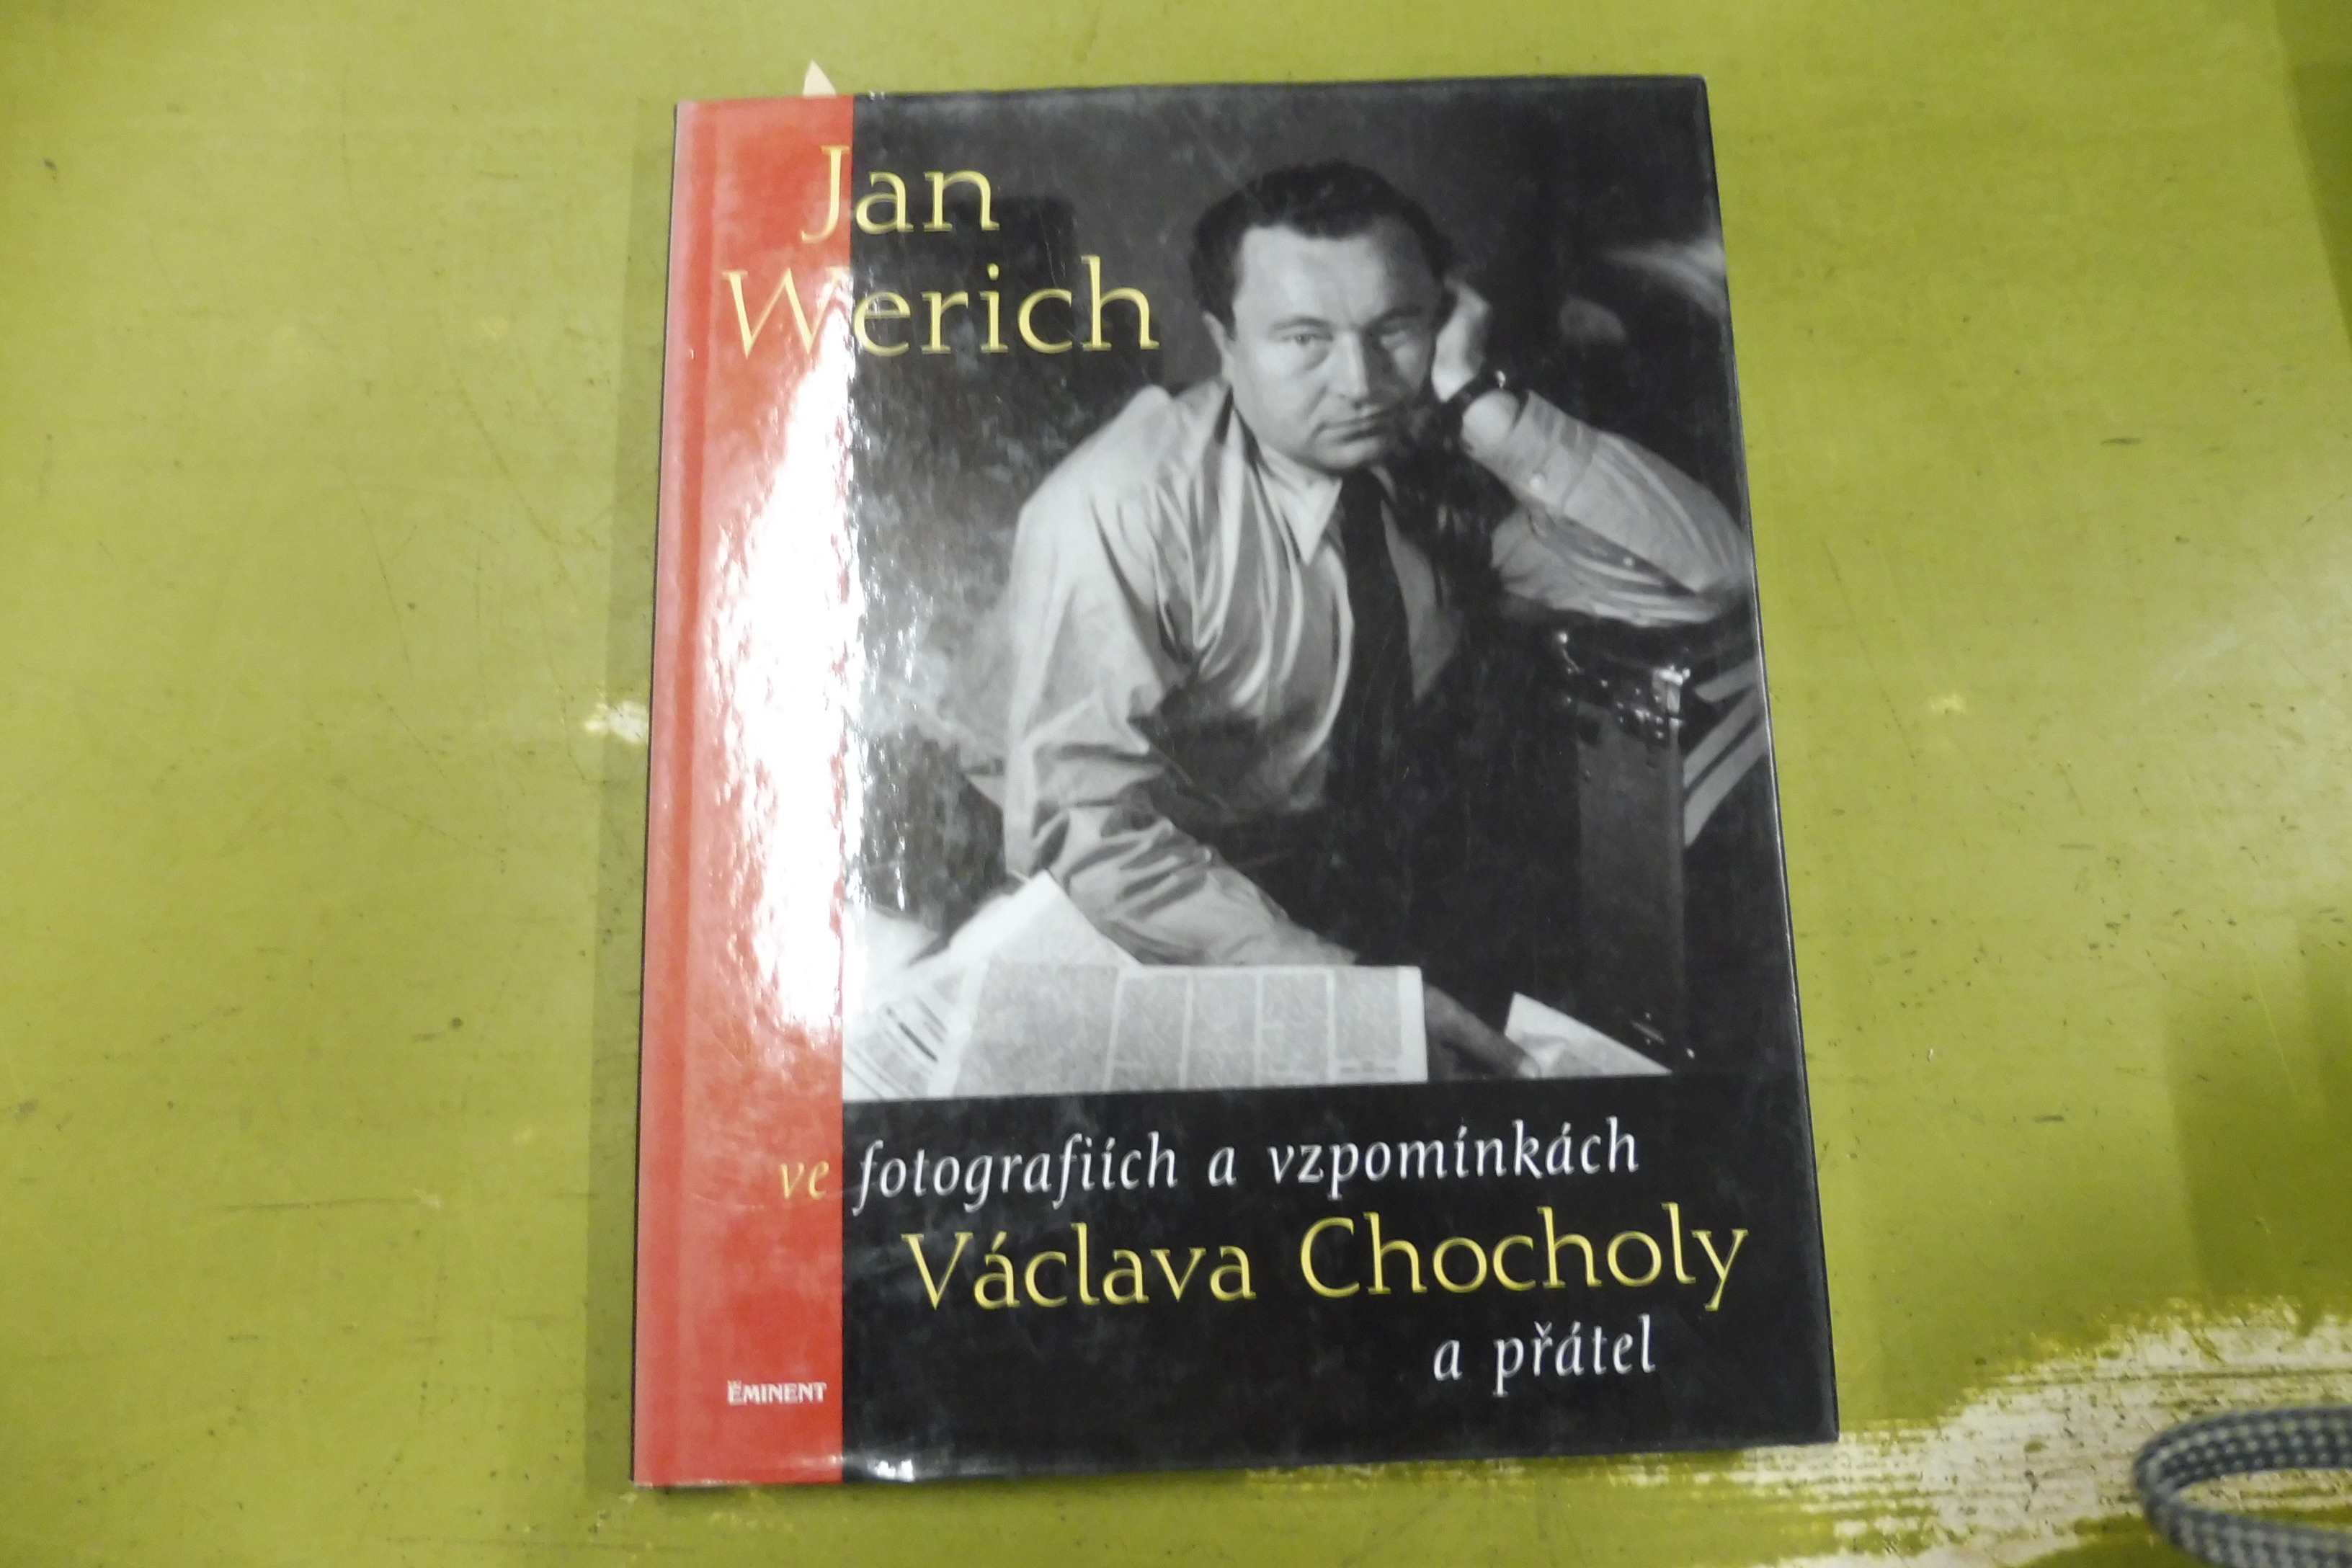 Jan
Werich
ve fotografiích a vzpomínkách
Václava Chocholy
a přátel
EMINENT